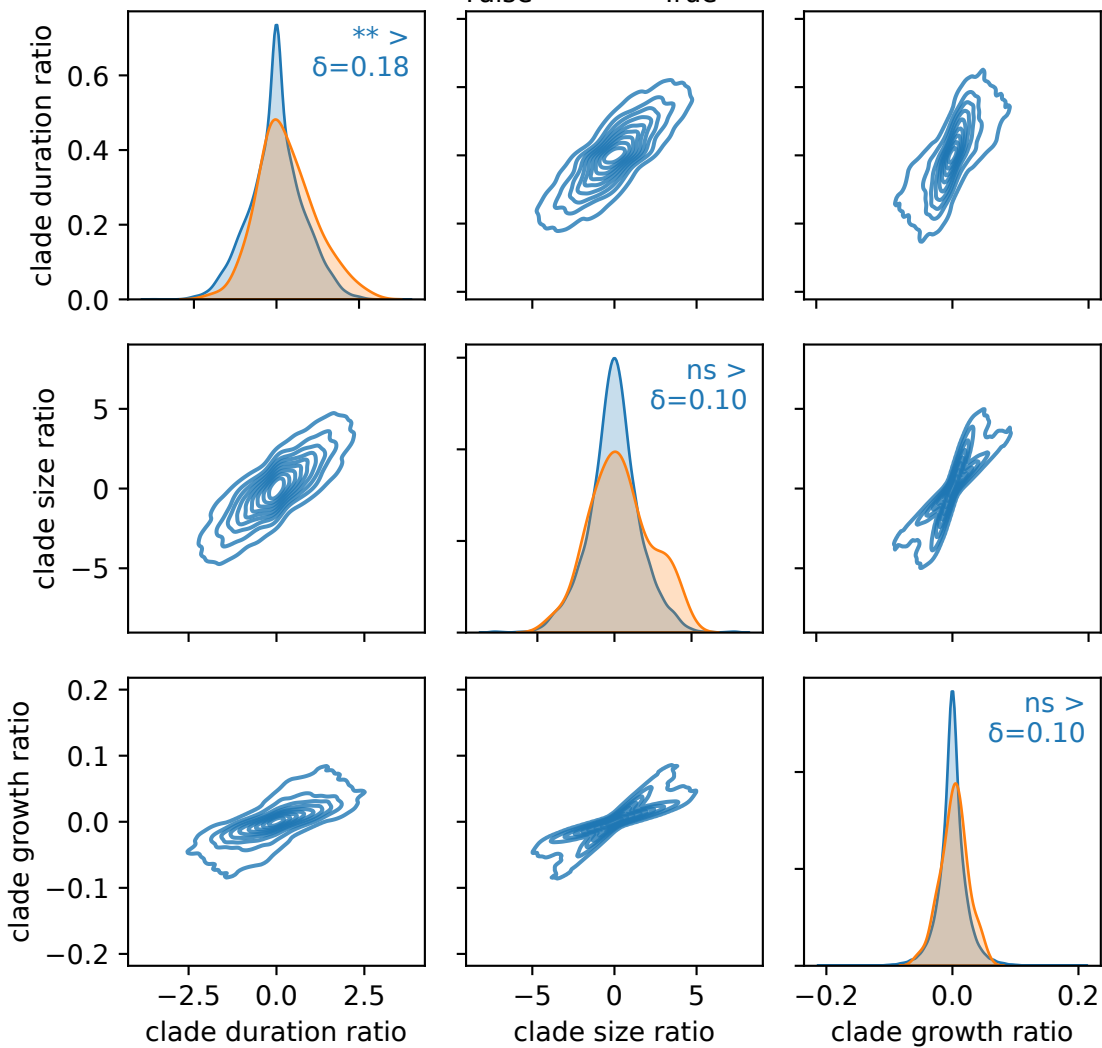 ** >
δ=0.18
clade duration ratio
0.6
0.4
0.2
0.0
ns >
δ=0.10
clade size ratio
5
0
−5
ns >
δ=0.10
clade growth ratio
0.2
0.1
0.0
−0.1
−0.2
−2.5 0.0 2.5
−5 0 5
−0.2 0.0 0.2
clade duration ratio
clade size ratio
clade growth ratio